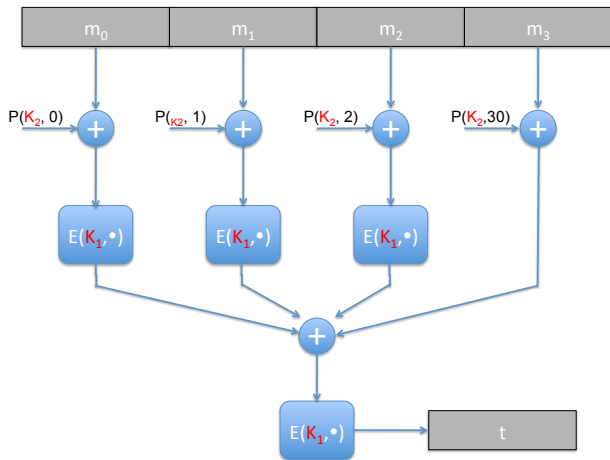 m₀ m₁ m₂ m₃
P(K₂, 0) + P(K₂, 1) + P(K₂, 2) + P(K₂,30) +
E(K₁,•) E(K₁,•) E(K₁,•)
+
E(K₁,•) t